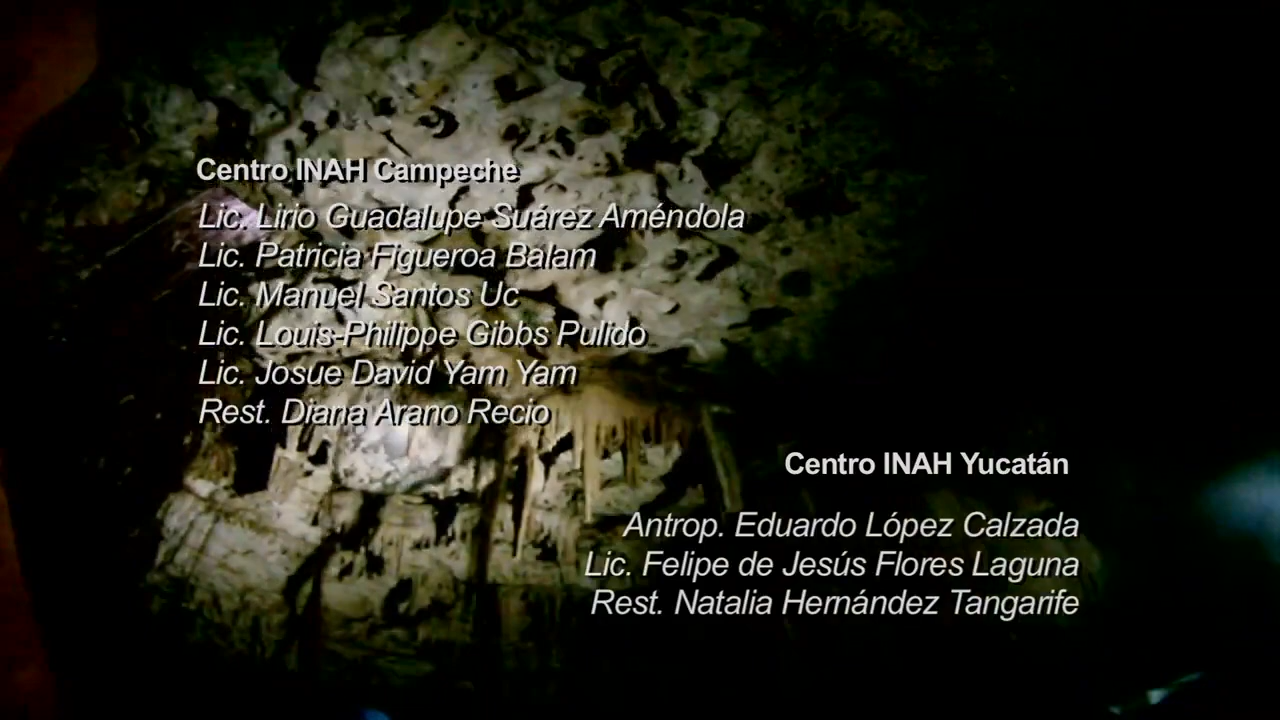 Centro INAH Campeche
Lic. Lirio Guadalupe Suárez Améndola
Lic. Patricia Figueroa Balam
Lic. Manuel Santos Uc
Lic. Louis-Philippe Gibbs Pulido
Lic. Josue David Yam Yam
Rest. Diana Arano Recio
Centro INAH Yucatán
Antrop. Eduardo López Calzada
Lic. Felipe de Jesús Flores Laguna
Rest. Natalia Hernández Tangarife